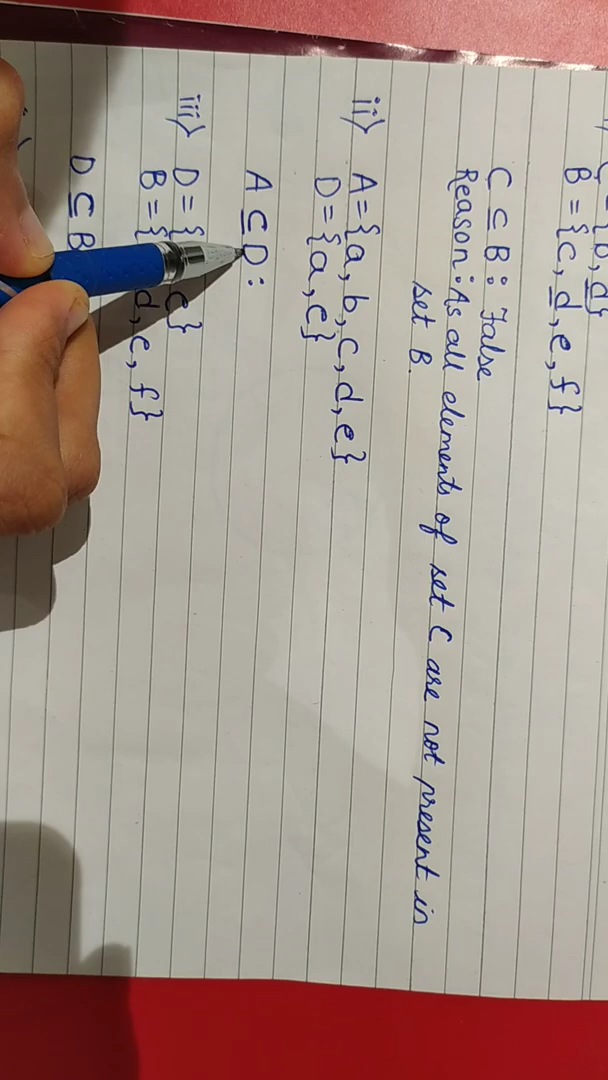 = {b, d}
B = {c, d, e, f}
C ⊆ B : False
Reason : As all elements of set C are not present in
set B.
ii) A = {a, b, c, d, e}
D = {a, e}
A ⊆ D :
iii) D = { e}
B = { d, e, f}
D ⊆ B